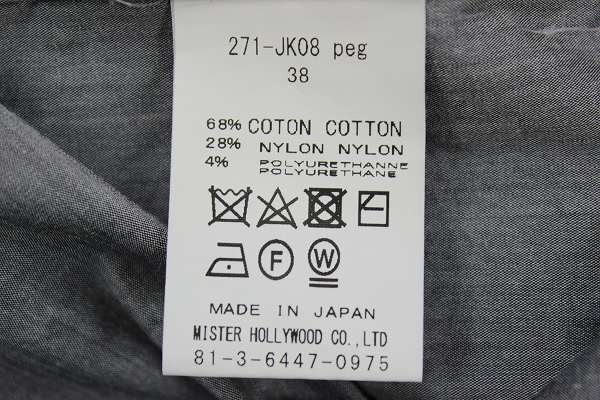 271-JK08 peg
38
68% COTON COTTON
28% NYLON NYLON
4% POLYURETHANNE
POLYURETHANE
F W
MADE IN JAPAN
MISTER HOLLYWOOD CO.,LTD
81-3-6447-0975